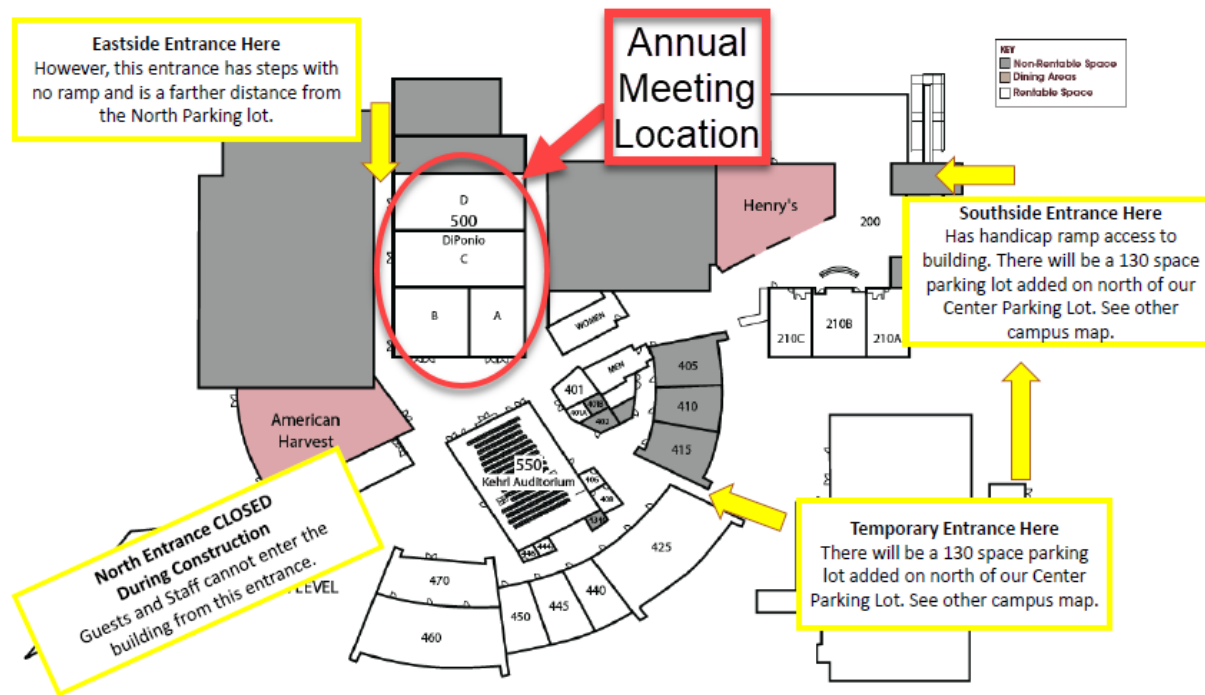 Eastside Entrance Here
However, this entrance has steps with
no ramp and is a farther distance from
the North Parking lot.
Annual
Meeting
Location
KEY
Non-Rentable Space
Dining Areas
Rentable Space
D
500
DiPonio
C
B
A
Henry's
200
Southside Entrance Here
Has handicap ramp access to
building. There will be a 130 space
parking lot added on north of our
Center Parking Lot. See other
campus map.
WOMEN
210C
210B
210A
MEN
405
401
401A
401B
402
410
415
American
Harvest
550
Kehrl Auditorium
406
408
North Entrance CLOSED
During Construction
Guests and Staff cannot enter the
building from this entrance.
LEVEL
425
470
460
450
445
440
Temporary Entrance Here
There will be a 130 space parking
lot added on north of our Center
Parking Lot. See other campus map.